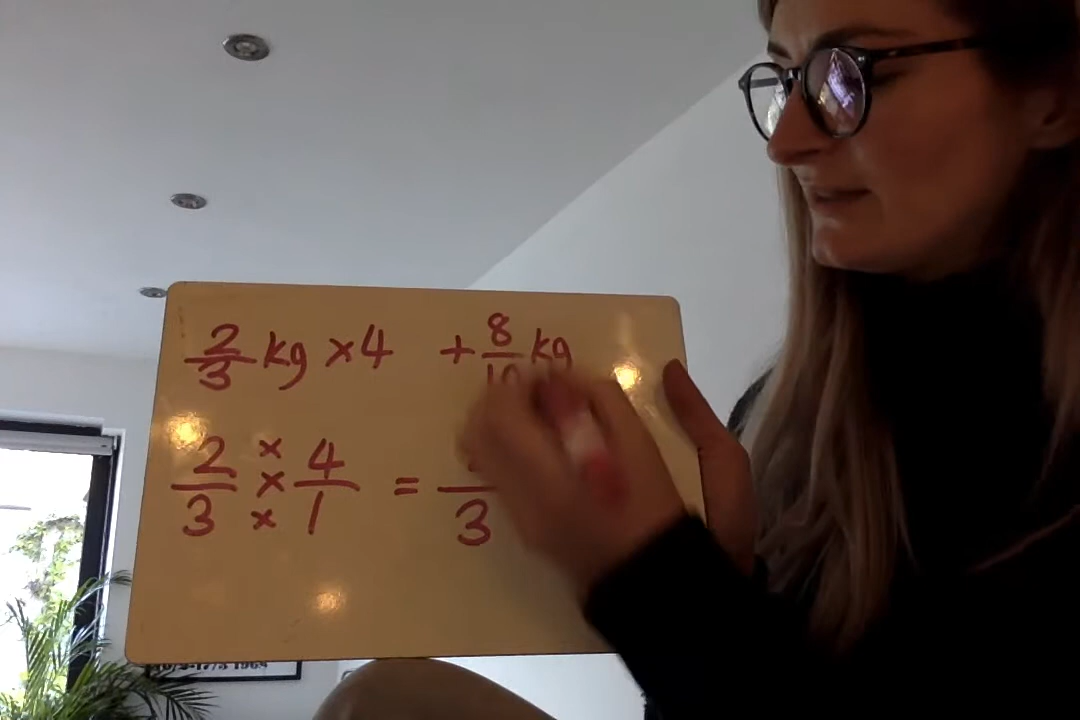 2/3 kg × 4 + 8/10 kg
2/3 × × × 4/1 = /3